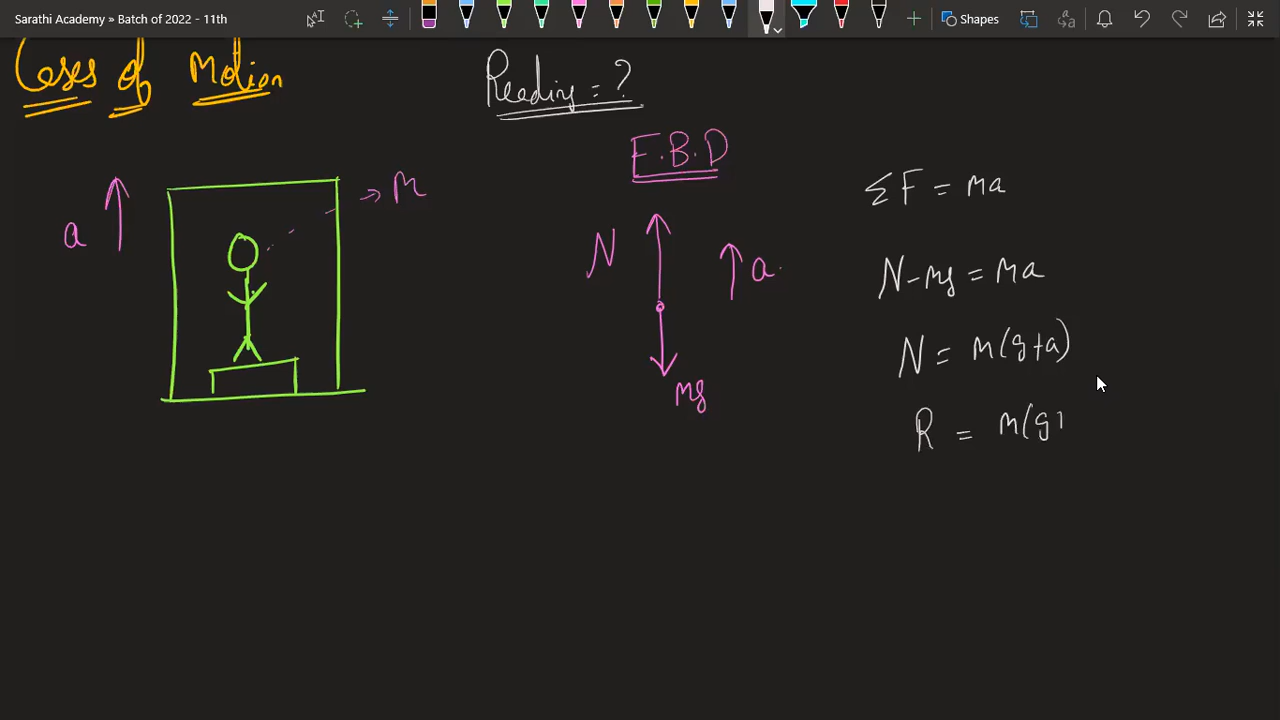 Sarathi Academy » Batch of 2022 - 11th
Shapes
Cases of Motion
Reading = ?
F.B.D
a
M
N
a
mg
ΣF = ma
N-mg = ma
N = m(g+a)
R = m(g